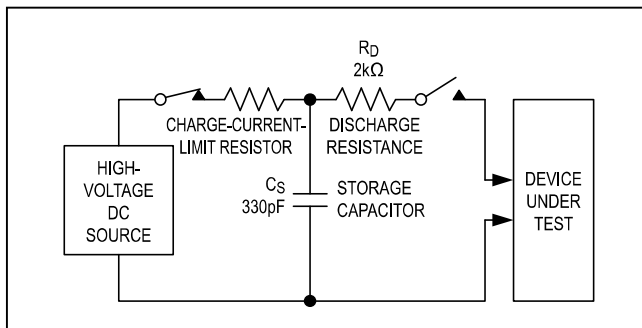 R_D
2kΩ
CHARGE-CURRENT-
LIMIT RESISTOR
DISCHARGE
RESISTANCE
HIGH-
VOLTAGE
DC
SOURCE
C_S
330pF
STORAGE
CAPACITOR
DEVICE
UNDER
TEST